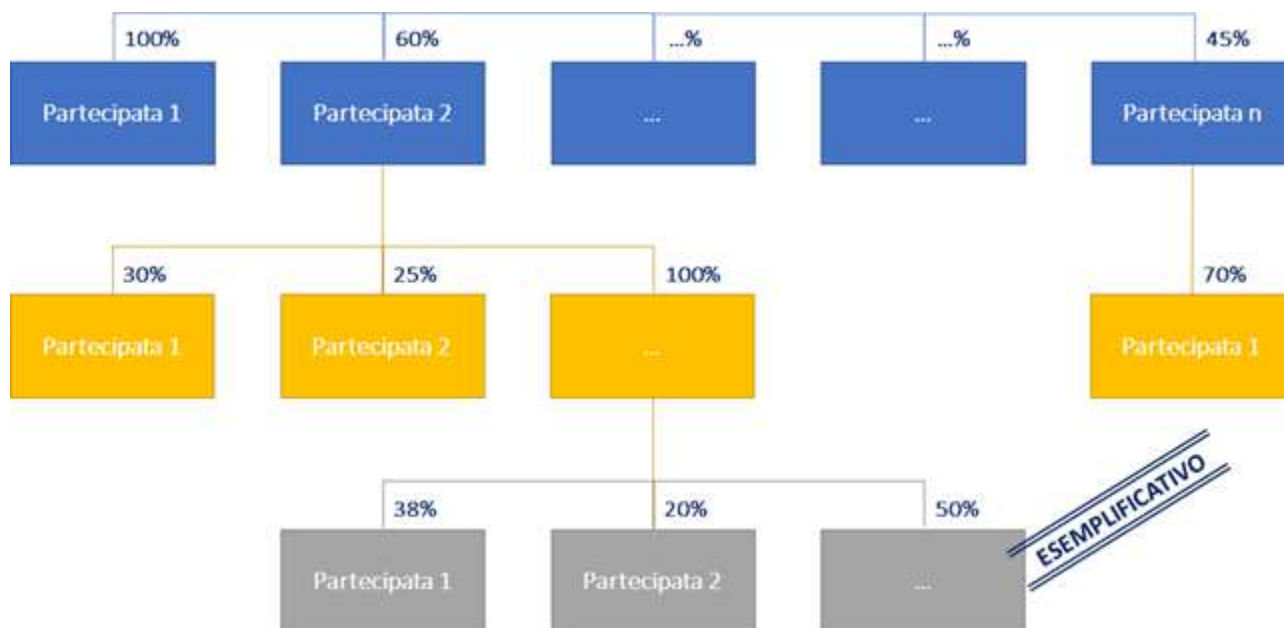 100%
60%
...%
...%
45%
Partecipata 1
Partecipata 2
...
...
Partecipata n
30%
25%
100%
70%
Partecipata 1
Partecipata 2
...
Partecipata 1
38%
20%
50%
ESEMPLIFICATIVO
Partecipata 1
Partecipata 2
...